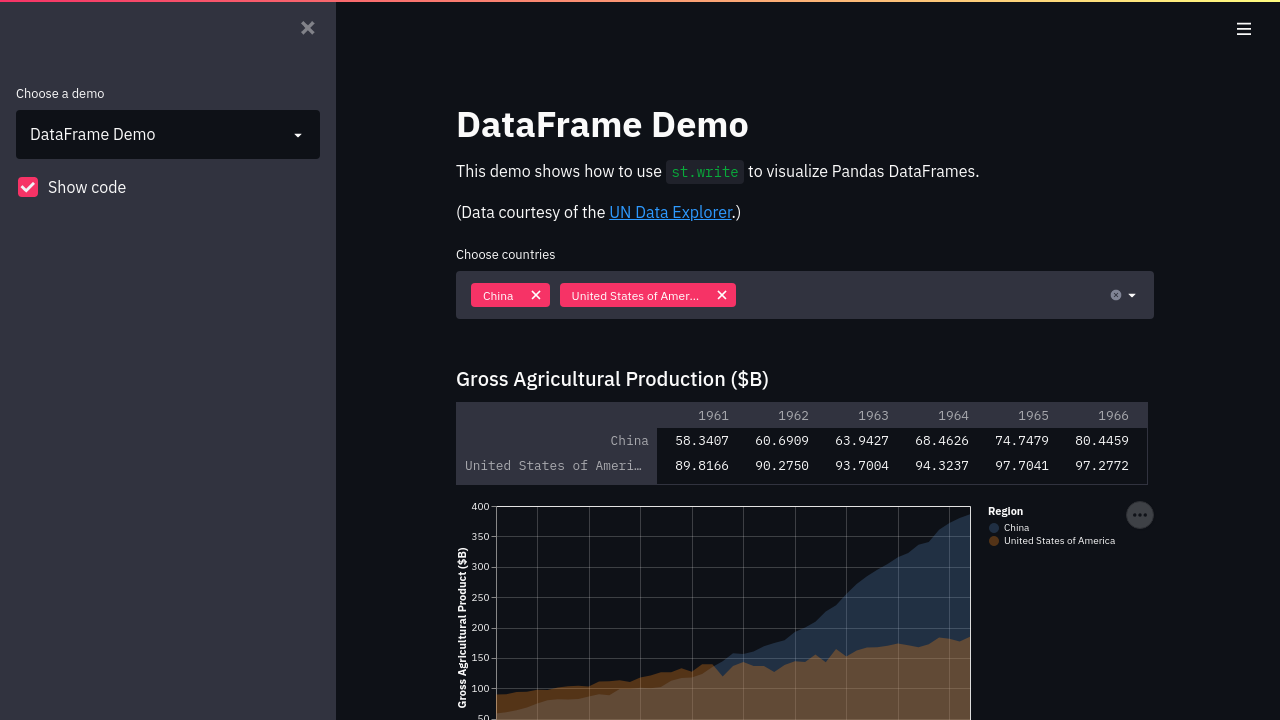 Choose a demo
DataFrame Demo
Show code
DataFrame Demo
This demo shows how to use st.write to visualize Pandas DataFrames.
(Data courtesy of the UN Data Explorer.)
Choose countries
China
United States of Amer...
Gross Agricultural Production ($B)
1961 1962 1963 1964 1965 1966
China 58.3407 60.6909 63.9427 68.4626 74.7479 80.4459
United States of Ameri… 89.8166 90.2750 93.7004 94.3237 97.7041 97.2772
Gross Agricultural Product ($B)
400
350
300
250
200
150
100
50
Region
China
United States of America